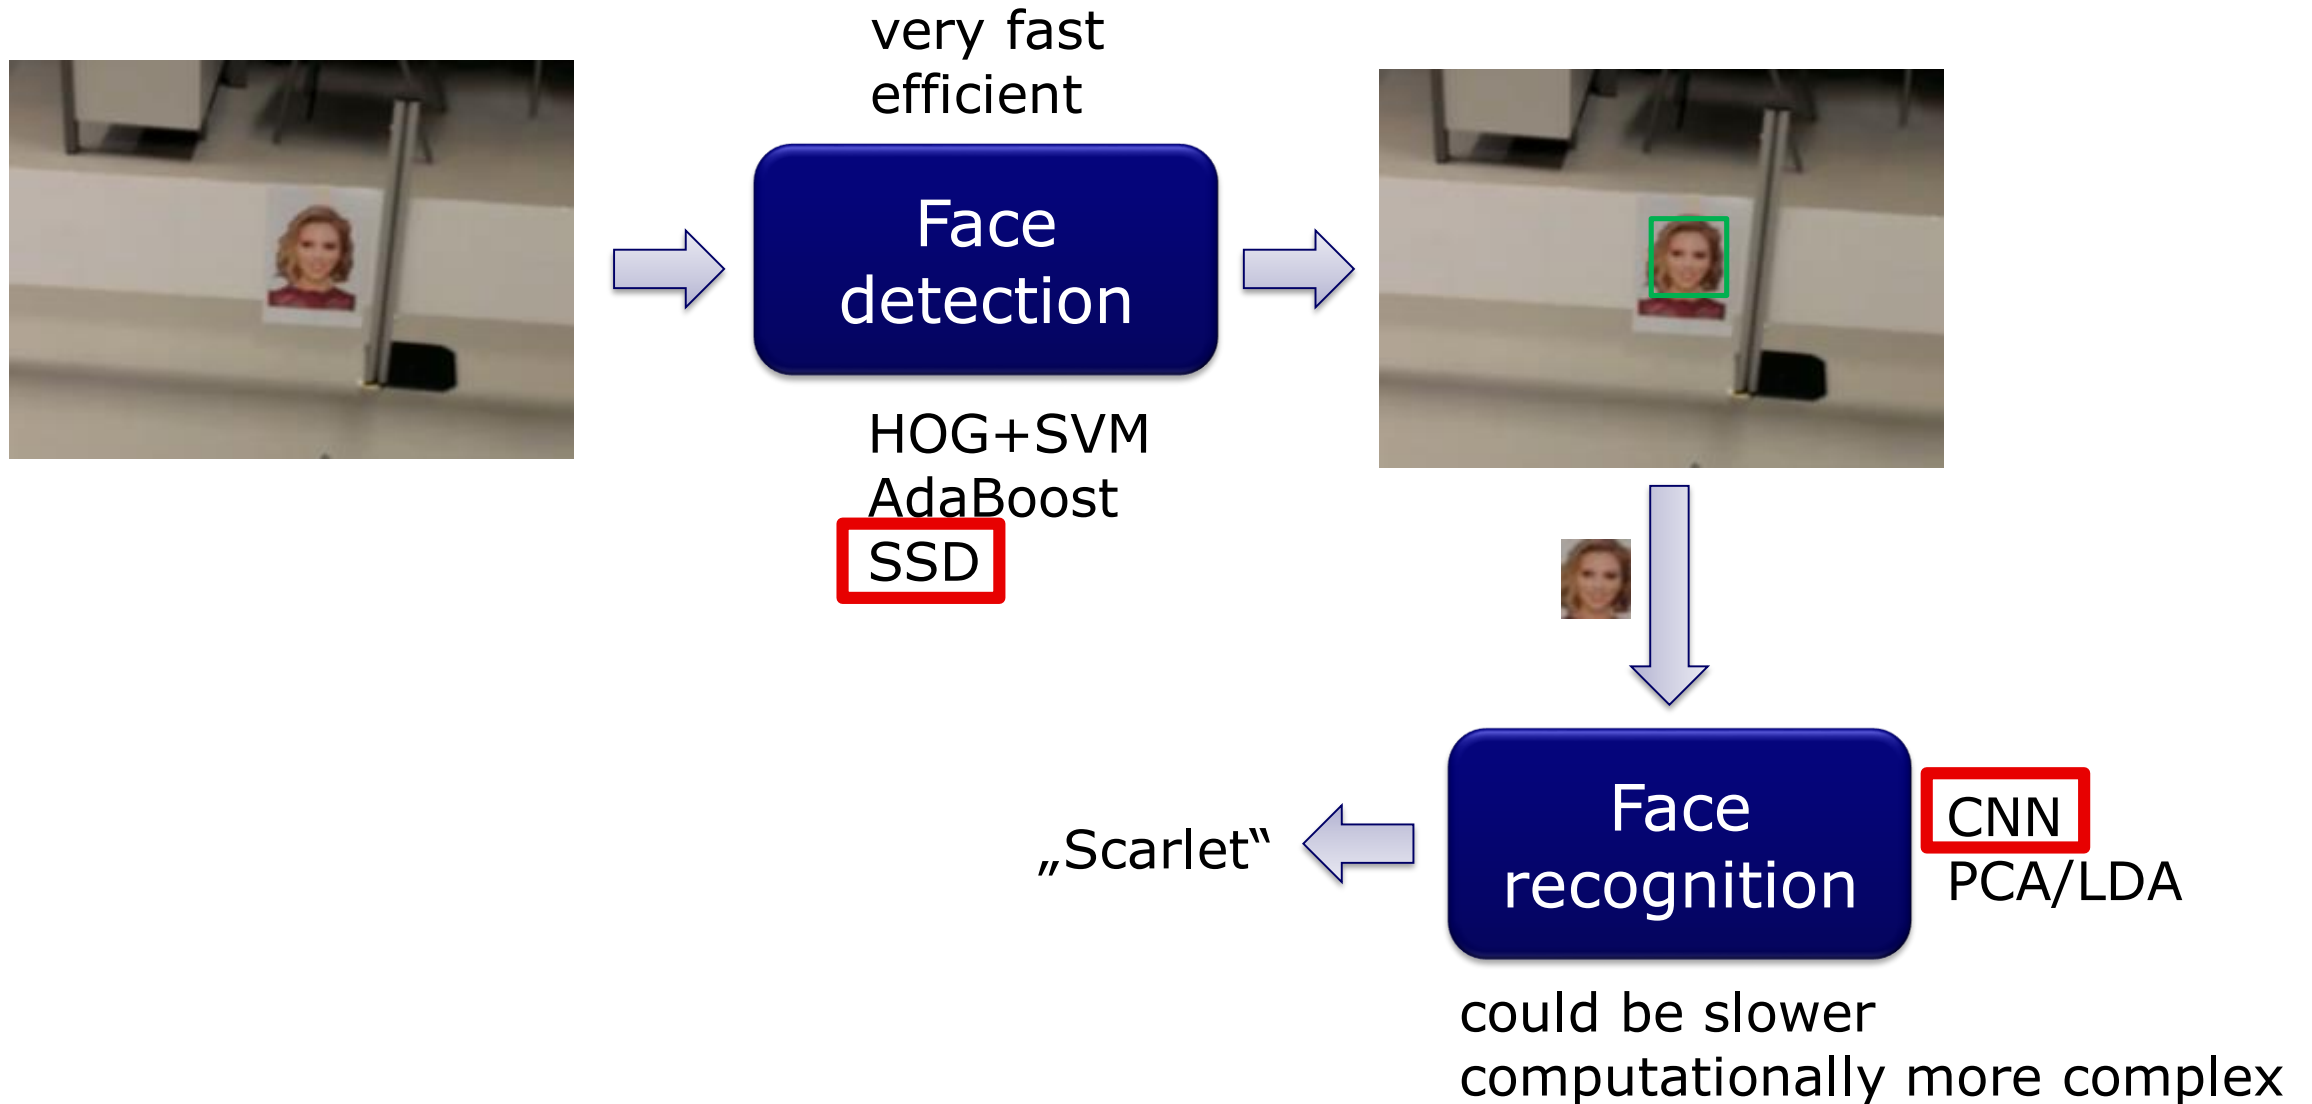 very fast
efficient
Face
detection
HOG+SVM
AdaBoost
SSD
Face
recognition
CNN
PCA/LDA
„Scarlet“
could be slower
computationally more complex